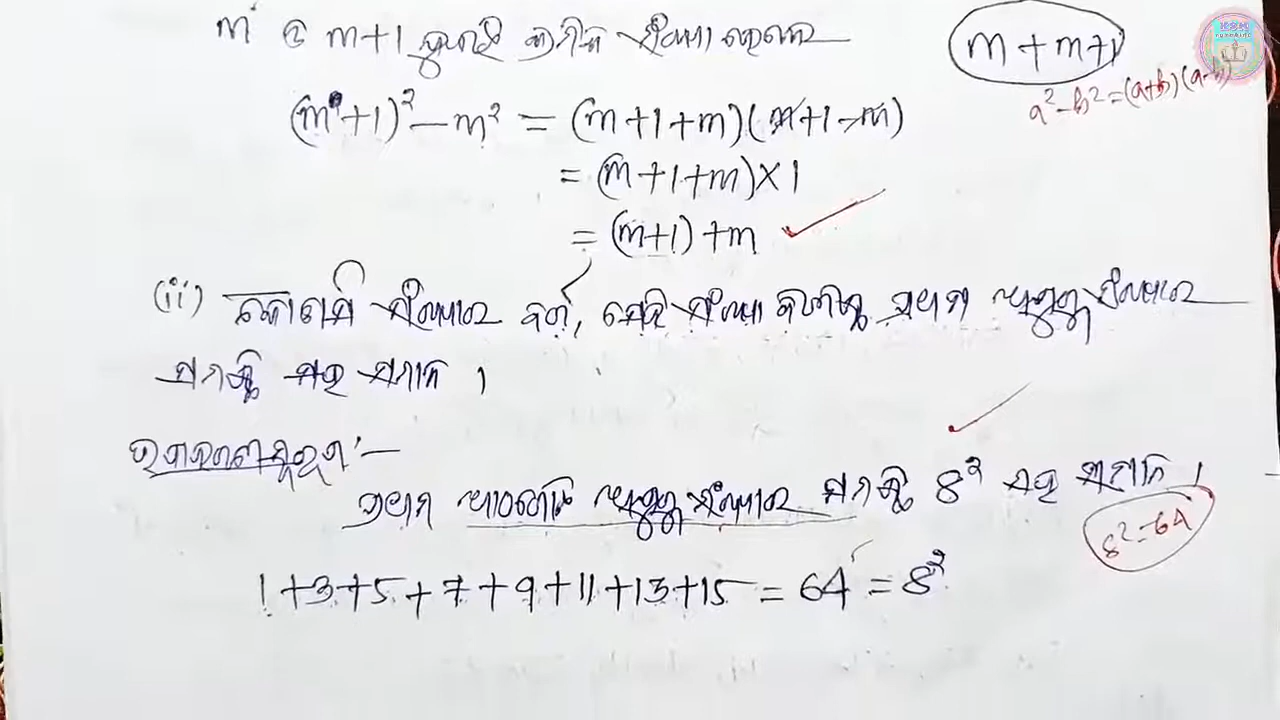 m ଓ m+1 ଦୁଇଟି କ୍ରମିକ ସଂଖ୍ୟା ହେଲେ
m + m+1
a²-b²=(a+b)(a-b)
(m+1)² - m² = (m+1+m)(m+1-m)
= (m+1+m)×1
= (m+1)+m
(ii) ଯେକୌଣସି ସଂଖ୍ୟାର ବର୍ଗ, ସେହି ସଂଖ୍ୟା ପ୍ରଥମ ଅଯୁଗ୍ମ ସଂଖ୍ୟାର
ସମଷ୍ଟି ସହ ସମାନ ।
ଉଦାହରଣସ୍ୱରୂପ :-
ପ୍ରଥମ ଆଠଗୋଟି ଅଯୁଗ୍ମ ସଂଖ୍ୟାର ସମଷ୍ଟି 8² ସହ ସମାନ ।
8²=64
1+3+5+7+9+11+13+15 = 64 = 8²